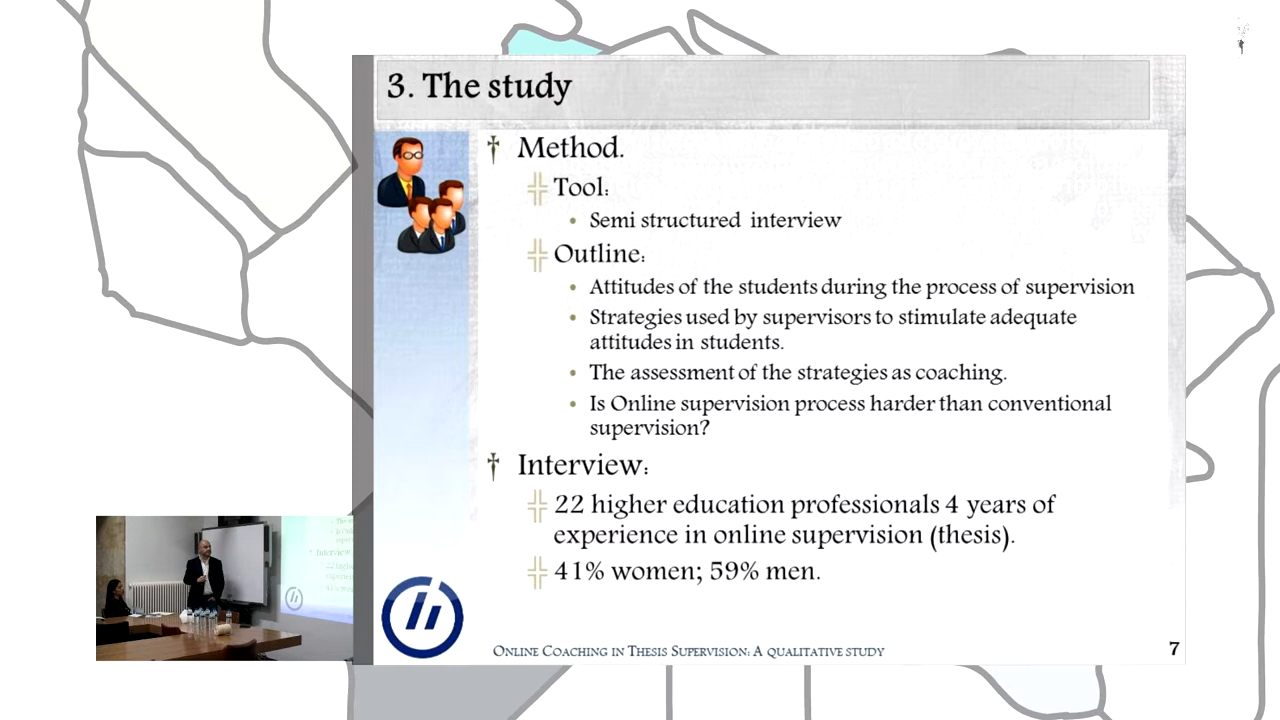 3. The study
Method.
Tool:
Semi structured interview
Outline:
Attitudes of the students during the process of supervision
Strategies used by supervisors to stimulate adequate
attitudes in students.
The assessment of the strategies as coaching.
Is Online supervision process harder than conventional
supervision?
Interview:
22 higher education professionals 4 years of
experience in online supervision (thesis).
41% women; 59% men.
Online Coaching in Thesis Supervision: A qualitative study
7